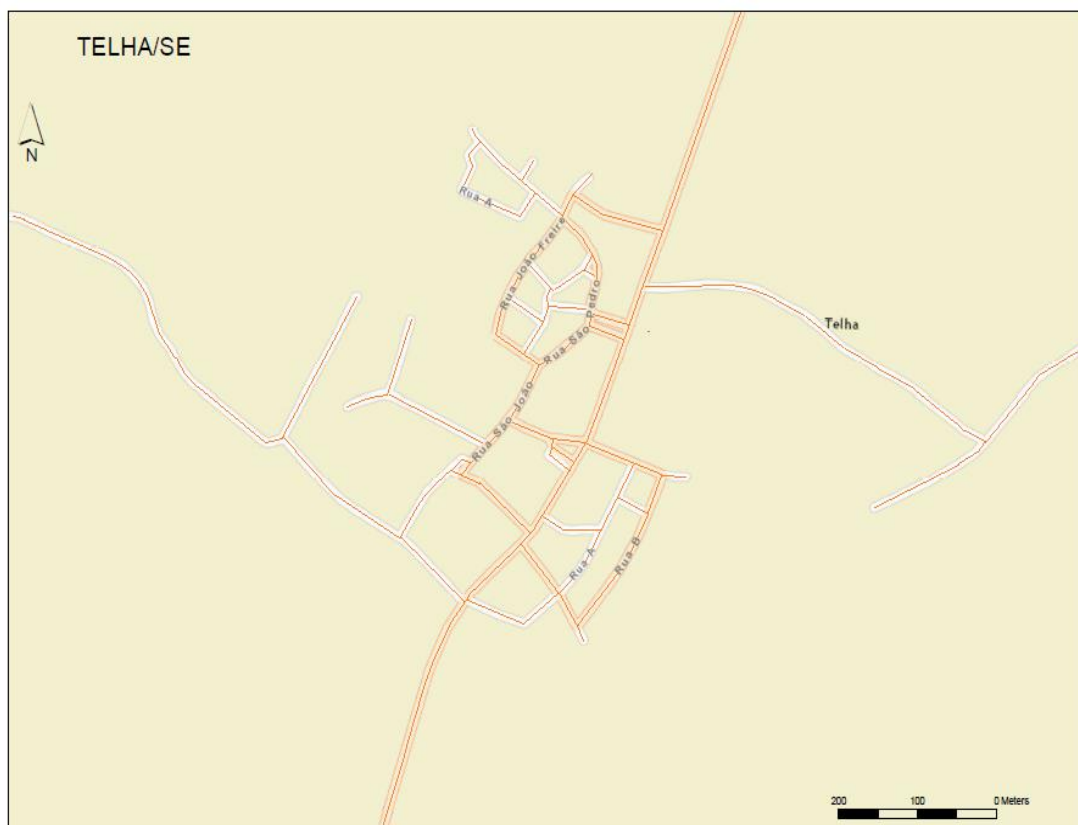 TELHA/SE
N
Rua A
Rua João Freire
Rua São Pedro
Telha
Rua São João
Rua A
Rua B
200 100 0 Meters